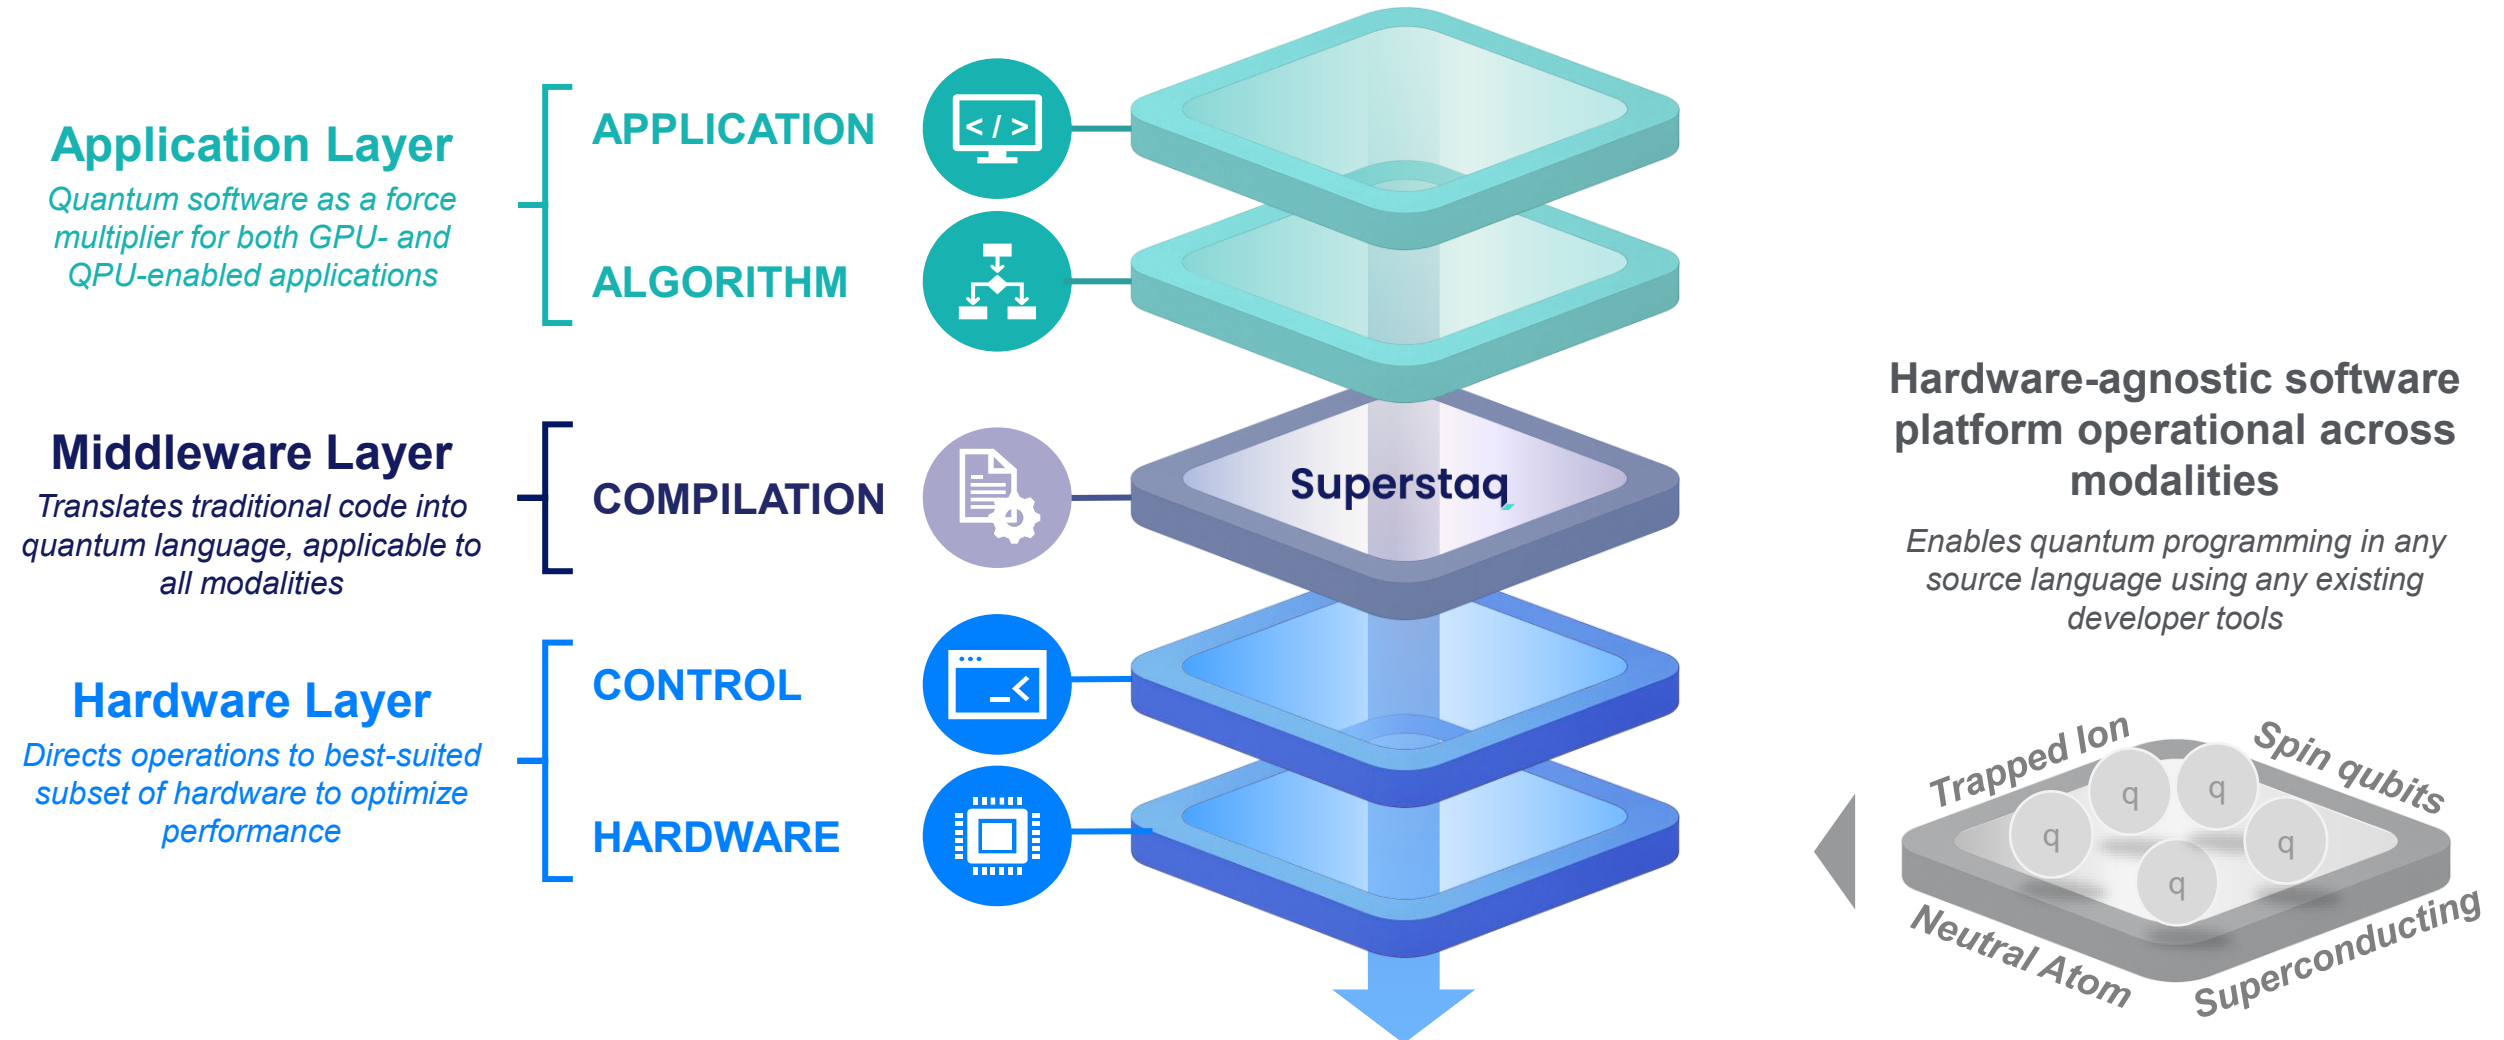 Application Layer
Quantum software as a force
multiplier for both GPU- and
QPU-enabled applications
APPLICATION
</>
ALGORITHM
Middleware Layer
Translates traditional code into
quantum language, applicable to
all modalities
COMPILATION
Superstaq
Hardware Layer
Directs operations to best-suited
subset of hardware to optimize
performance
CONTROL
HARDWARE
Hardware-agnostic software
platform operational across
modalities
Enables quantum programming in any
source language using any existing
developer tools
Trapped Ion
Spin qubits
q
q
q
q
q
Neutral Atom
Superconducting